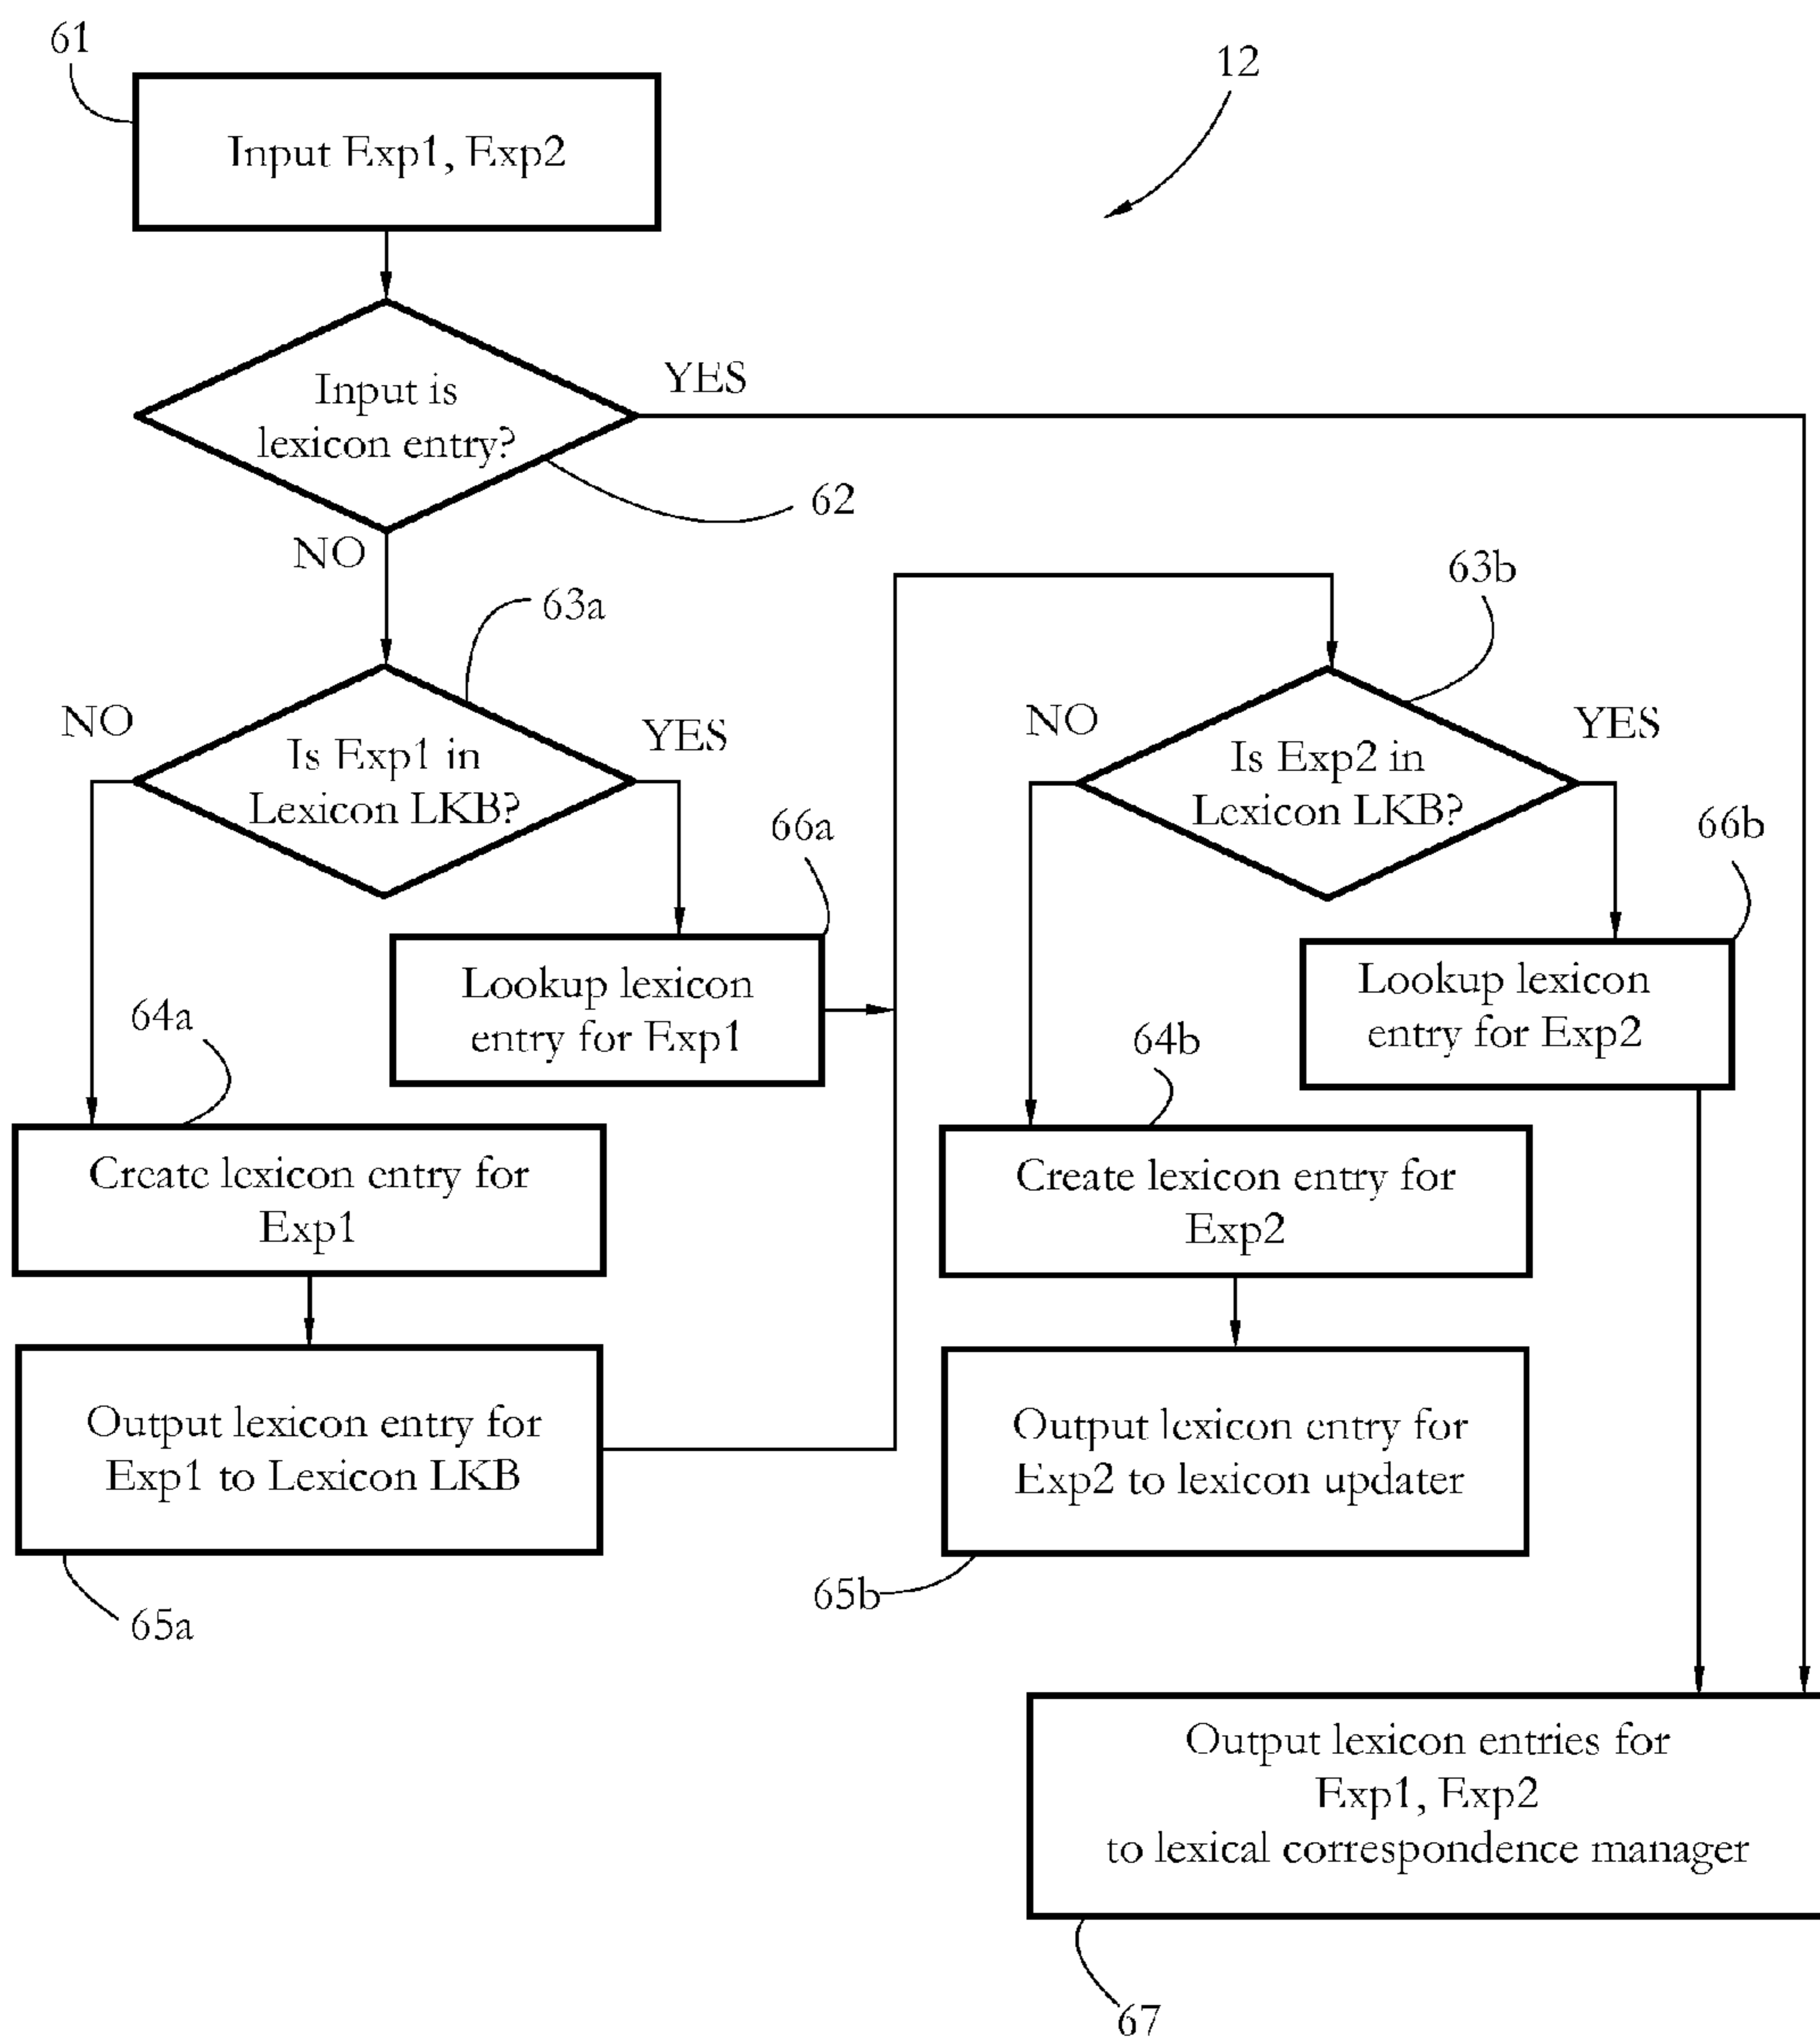 61
12
Input Exp1, Exp2
Input is
lexicon entry?
YES
62
NO
63a
63b
NO
Is Exp1 in
Lexicon LKB?
YES
66a
NO
Is Exp2 in
Lexicon LKB?
YES
66b
Lookup lexicon
entry for Exp1
Lookup lexicon
entry for Exp2
64a
64b
Create lexicon entry for
Exp1
Create lexicon entry for
Exp2
Output lexicon entry for
Exp1 to Lexicon LKB
Output lexicon entry for
Exp2 to lexicon updater
65a
65b
Output lexicon entries for
Exp1, Exp2
to lexical correspondence manager
67